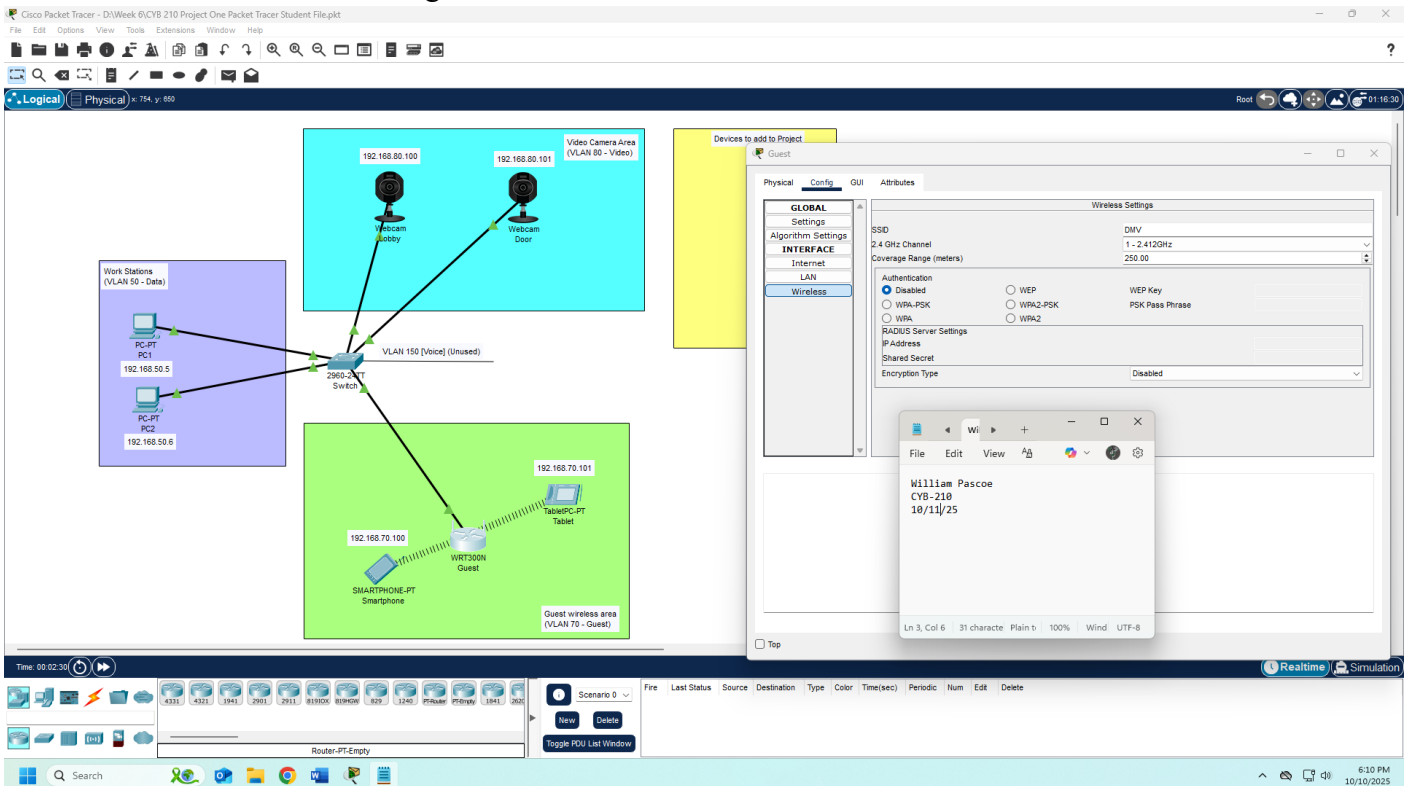 Cisco Packet Tracer - D:\Week 6\CYB 210 Project One Packet Tracer Student File.pkt
File Edit Options View Tools Extensions Window Help
?
Logical Physical x: 754, y: 650
Root 01:16:30
Video Camera Area
(VLAN 80 - Video)
192.168.80.100
192.168.80.101
Webcam
Lobby
Webcam
Door
Work Stations
(VLAN 50 - Data)
PC-PT
PC1
192.168.50.5
PC-PT
PC2
192.168.50.6
VLAN 150 [Voice] (Unused)
2960-24TT
Switch
192.168.70.101
TabletPC-PT
Tablet
192.168.70.100
WRT300N
Guest
SMARTPHONE-PT
Smartphone
Guest wireless area
(VLAN 70 - Guest)
Devices to add to Project
Guest
Physical Config GUI Attributes
GLOBAL
Settings
Algorithm Settings
INTERFACE
Internet
LAN
Wireless
Wireless Settings
SSID DMV
2.4 GHz Channel 1 - 2.412GHz
Coverage Range (meters) 250.00
Authentication
Disabled WEP WEP Key
WPA-PSK WPA2-PSK PSK Pass Phrase
WPA WPA2
RADIUS Server Settings
IP Address
Shared Secret
Encryption Type Disabled
Top
Wi
File Edit View
William Pascoe
CYB-210
10/11/25
Ln 3, Col 6 31 characte Plain t 100% Wind UTF-8
Time: 00:02:30
Realtime Simulation
4331 4321 1941 2901 2911 819IOX 819HGW 829 1240 PT-Router PT-Empty 1841 262
Router-PT-Empty
Scenario 0
New Delete
Toggle PDU List Window
Fire Last Status Source Destination Type Color Time(sec) Periodic Num Edit Delete
Search
6:10 PM
10/10/2025